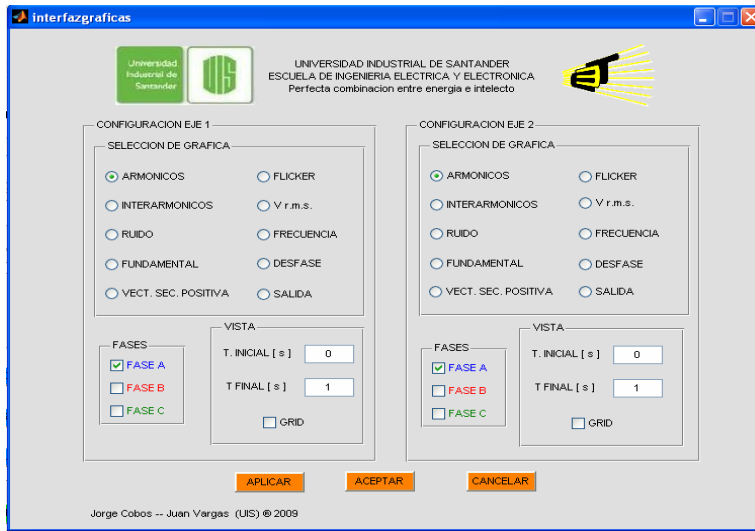 interfazgraficas
Universidad
Industrial de
Santander
UIS
UNIVERSIDAD INDUSTRIAL DE SANTANDER
ESCUELA DE INGENIERIA ELECTRICA Y ELECTRONICA
Perfecta combinacion entre energia e intelecto
CONFIGURACION EJE 1
SELECCION DE GRAFICA
ARMONICOS
FLICKER
INTERARMONICOS
V r.m.s.
RUIDO
FRECUENCIA
FUNDAMENTAL
DESFASE
VECT. SEC. POSITIVA
SALIDA
FASES
FASE A
FASE B
FASE C
VISTA
T. INICIAL [ s ] 0
T FINAL [ s ] 1
GRID
CONFIGURACION EJE 2
SELECCION DE GRAFICA
ARMONICOS
FLICKER
INTERARMONICOS
V r.m.s.
RUIDO
FRECUENCIA
FUNDAMENTAL
DESFASE
VECT. SEC. POSITIVA
SALIDA
FASES
FASE A
FASE B
FASE C
VISTA
T. INICIAL [ s ] 0
T FINAL [ s ] 1
GRID
APLICAR
ACEPTAR
CANCELAR
Jorge Cobos -- Juan Vargas (UIS) ® 2009